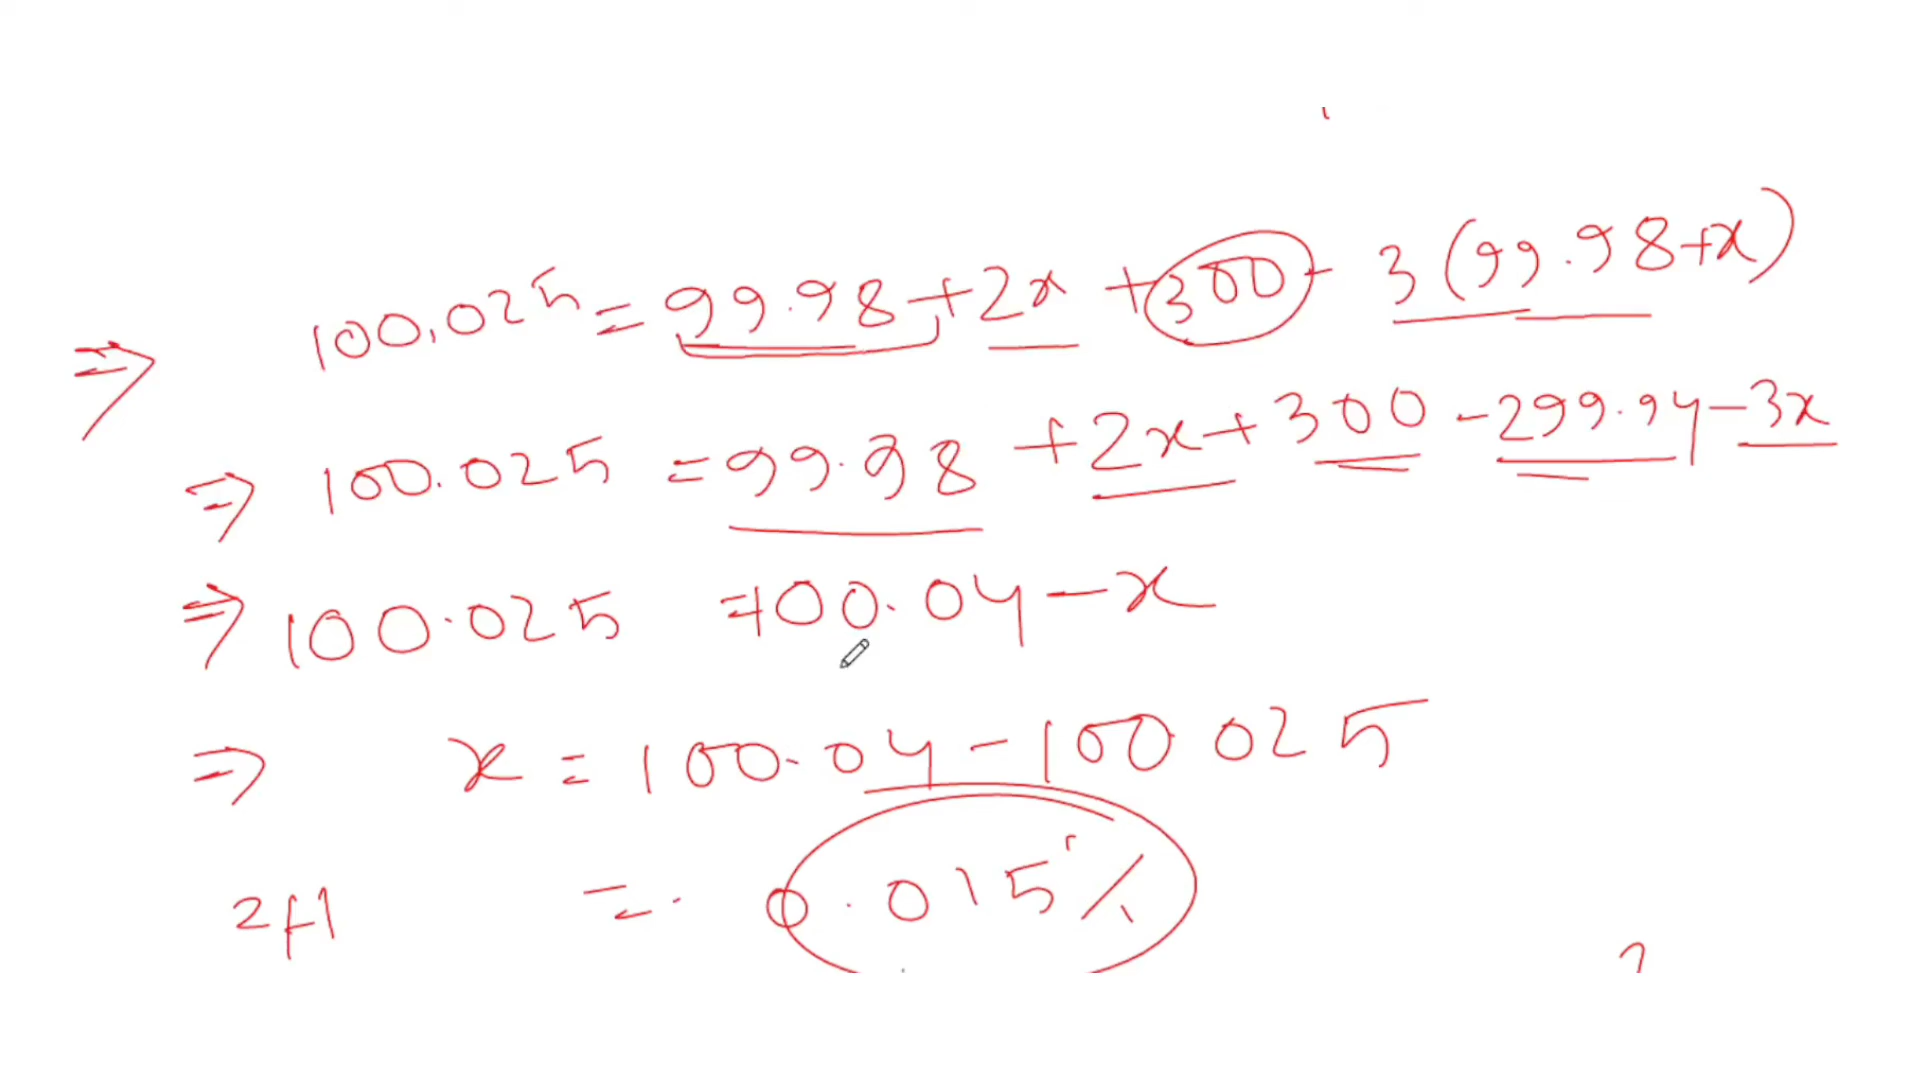 ⇒ 100.025 = 99.98 + 2x + 300 - 3(99.98+x)
⇒ 100.025 = 99.98 + 2x + 300 - 299.94 - 3x
⇒ 100.025 = 100.04 - x
⇒ x = 100.04 - 100 025
= 0.015%